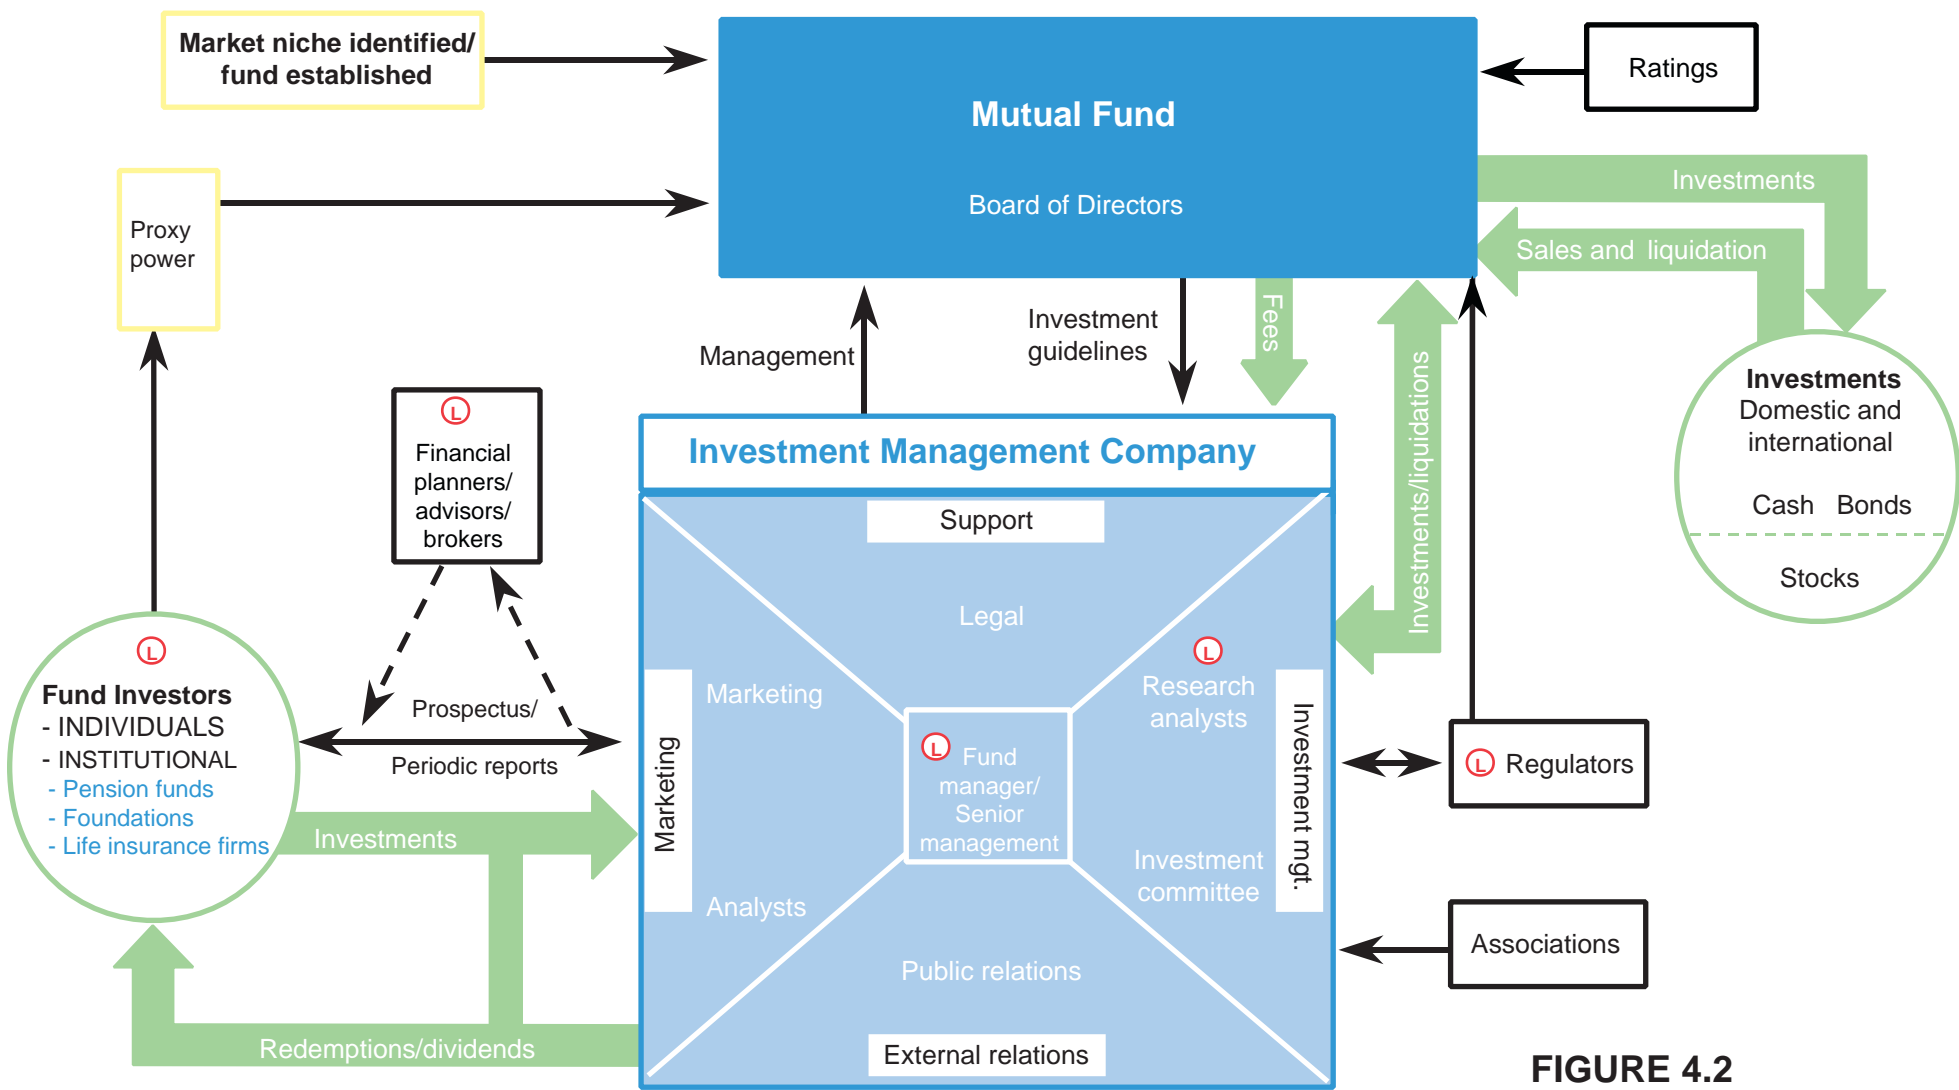 Market niche identified/
fund established
Mutual Fund
Board of Directors
Ratings
Proxy
power
Investments
Sales and liquidation
Management
Investment
guidelines
Fees
Investments/liquidations
Investments
Domestic and
international
Cash Bonds
Stocks
L
Financial
planners/
advisors/
brokers
Investment Management Company
Support
Legal
L
Fund Investors
- INDIVIDUALS
- INSTITUTIONAL
- Pension funds
- Foundations
- Life insurance firms
Prospectus/
Periodic reports
Investments
Redemptions/dividends
Marketing
Marketing
Analysts
L
Fund
manager/
Senior
management
L
Research
analysts
Investment
committee
Investment mgt.
Public relations
External relations
L Regulators
Associations
FIGURE 4.2